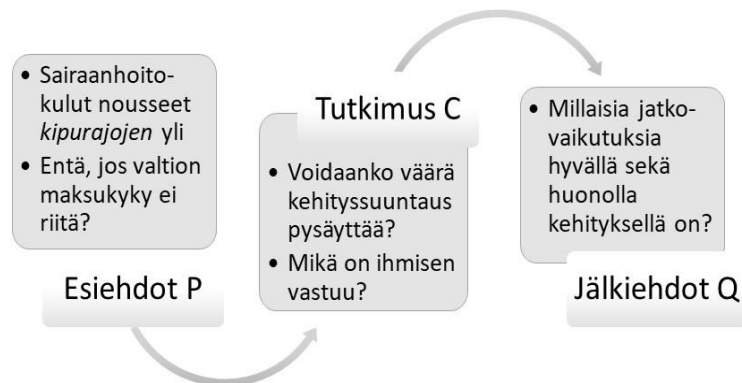 • Sairaanhoito-
kulut nousseet
kipurajojen yli
• Entä, jos valtion
maksukyky ei
riitä?
Esiehdot P
Tutkimus C
• Voidaanko väärä
kehityssuuntaus
pysäyttää?
• Mikä on ihmisen
vastuu?
• Millaisia jatko-
vaikutuksia
hyvällä sekä
huonolla
kehityksellä on?
Jälkiehdot Q